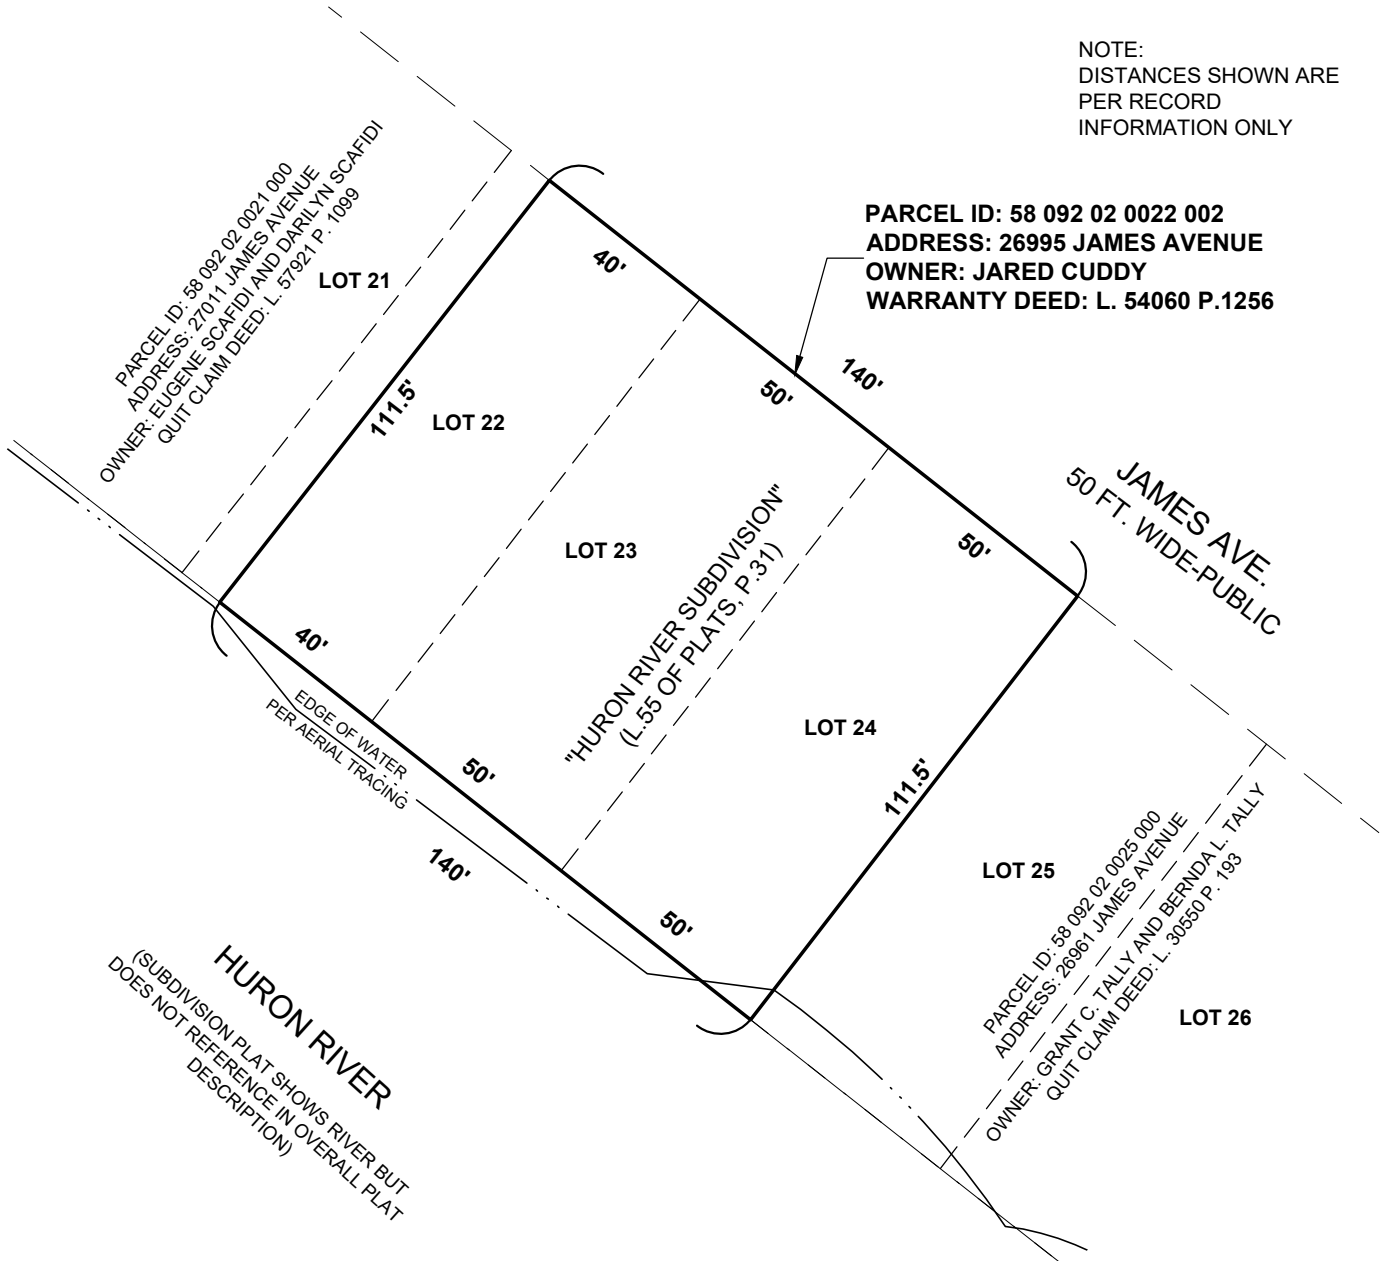 NOTE:
DISTANCES SHOWN ARE
PER RECORD
INFORMATION ONLY
PARCEL ID: 58 092 02 0021 000
ADDRESS: 27011 JAMES AVENUE
OWNER: EUGENE SCAFIDI AND DARILYN SCAFIDI
QUIT CLAIM DEED: L. 57921 P. 1099
LOT 21
PARCEL ID: 58 092 02 0022 002
ADDRESS: 26995 JAMES AVENUE
OWNER: JARED CUDDY
WARRANTY DEED: L. 54060 P.1256
40'
50'
140'
50'
111.5'
LOT 22
LOT 23
"HURON RIVER SUBDIVISION"
(L.55 OF PLATS, P.31)
LOT 24
JAMES AVE.
50 FT. WIDE-PUBLIC
40'
EDGE OF WATER
PER AERIAL TRACING
50'
140'
50'
111.5'
LOT 25
PARCEL ID: 58 092 02 0025 000
ADDRESS: 26961 JAMES AVENUE
OWNER: GRANT C. TALLY AND BERNDA L. TALLY
QUIT CLAIM DEED: L. 30550 P. 193
LOT 26
HURON RIVER
(SUBDIVISION PLAT SHOWS RIVER BUT
DOES NOT REFERENCE IN OVERALL PLAT
DESCRIPTION)